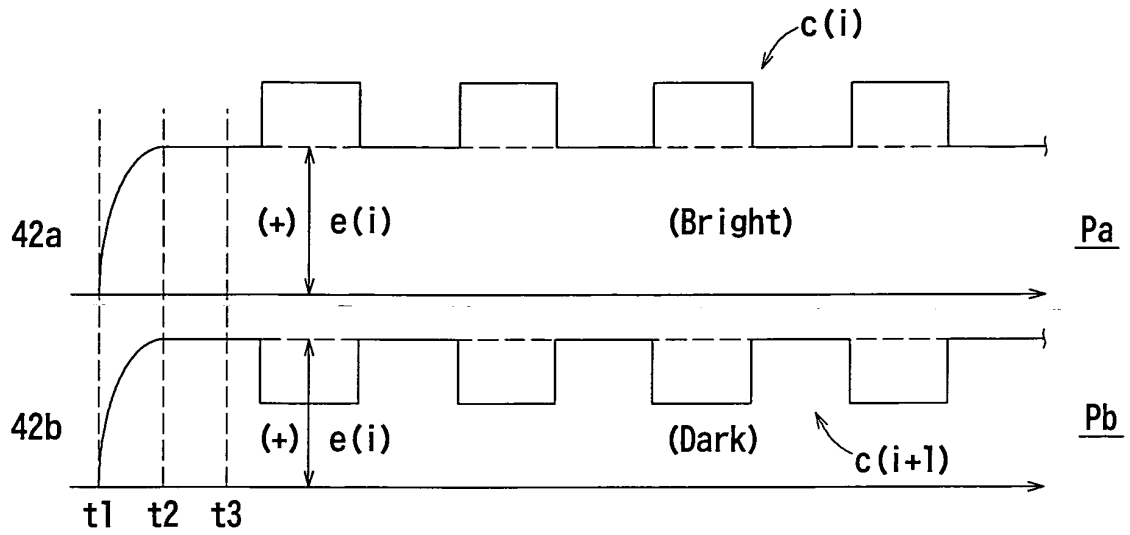 c(i)
42a (+) e(i) (Bright) Pa
42b (+) e(i) (Dark) Pb
c(i+1)
t1 t2 t3